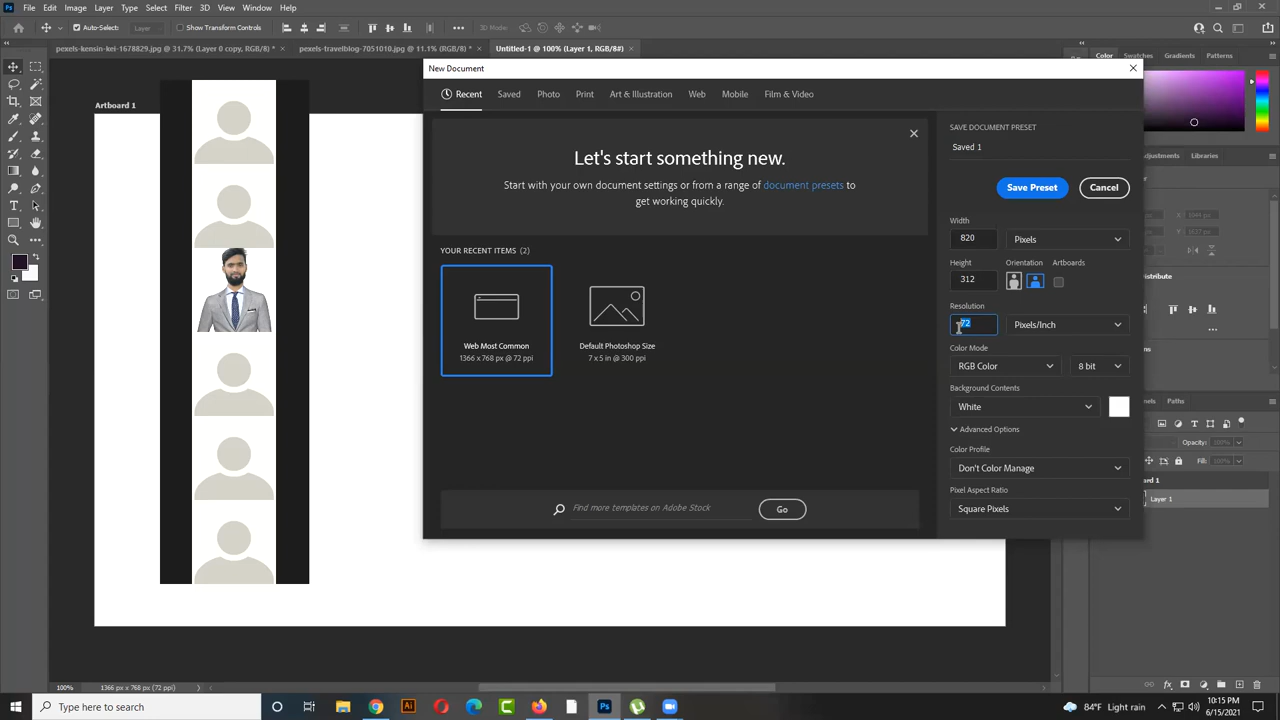 Ps File Edit Image Layer Type Select Filter 3D View Window Help
Auto-Select: Layer Show Transform Controls 3D Mode:
pexels-kensin-kei-1678829.jpg @ 31.7% (Layer 0 copy, RGB/8) * × pexels-travelblog-7051010.jpg @ 11.1% (RGB/8) * × Untitled-1 @ 100% (Layer 1, RGB/8#) ×
Color Swatches Gradients Patterns
New Document
Recent Saved Photo Print Art & Illustration Web Mobile Film & Video
Artboard 1
SAVE DOCUMENT PRESET
Saved 1
Let's start something new.
Start with your own document settings or from a range of document presets to
get working quickly.
Save Preset Cancel
Adjustments Libraries
Width
820 Pixels
YOUR RECENT ITEMS (2)
Height Orientation Artboards
312
Resolution
72 Pixels/Inch
Web Most Common
1366 x 768 px @ 72 ppi
Default Photoshop Size
7 x 5 in @ 300 ppi
Color Mode
RGB Color 8 bit
Background Contents
White
Advanced Options
Color Profile
Don't Color Manage
Pixel Aspect Ratio
Square Pixels
Find more templates on Adobe Stock Go
Distribute
Paths
Opacity: 100%
Fill: 100%
Layer 1
100% 1366 px x 768 px (72 ppi)
Type here to search
Ai Ps
84°F Light rain
10:15 PM
6/15/2021